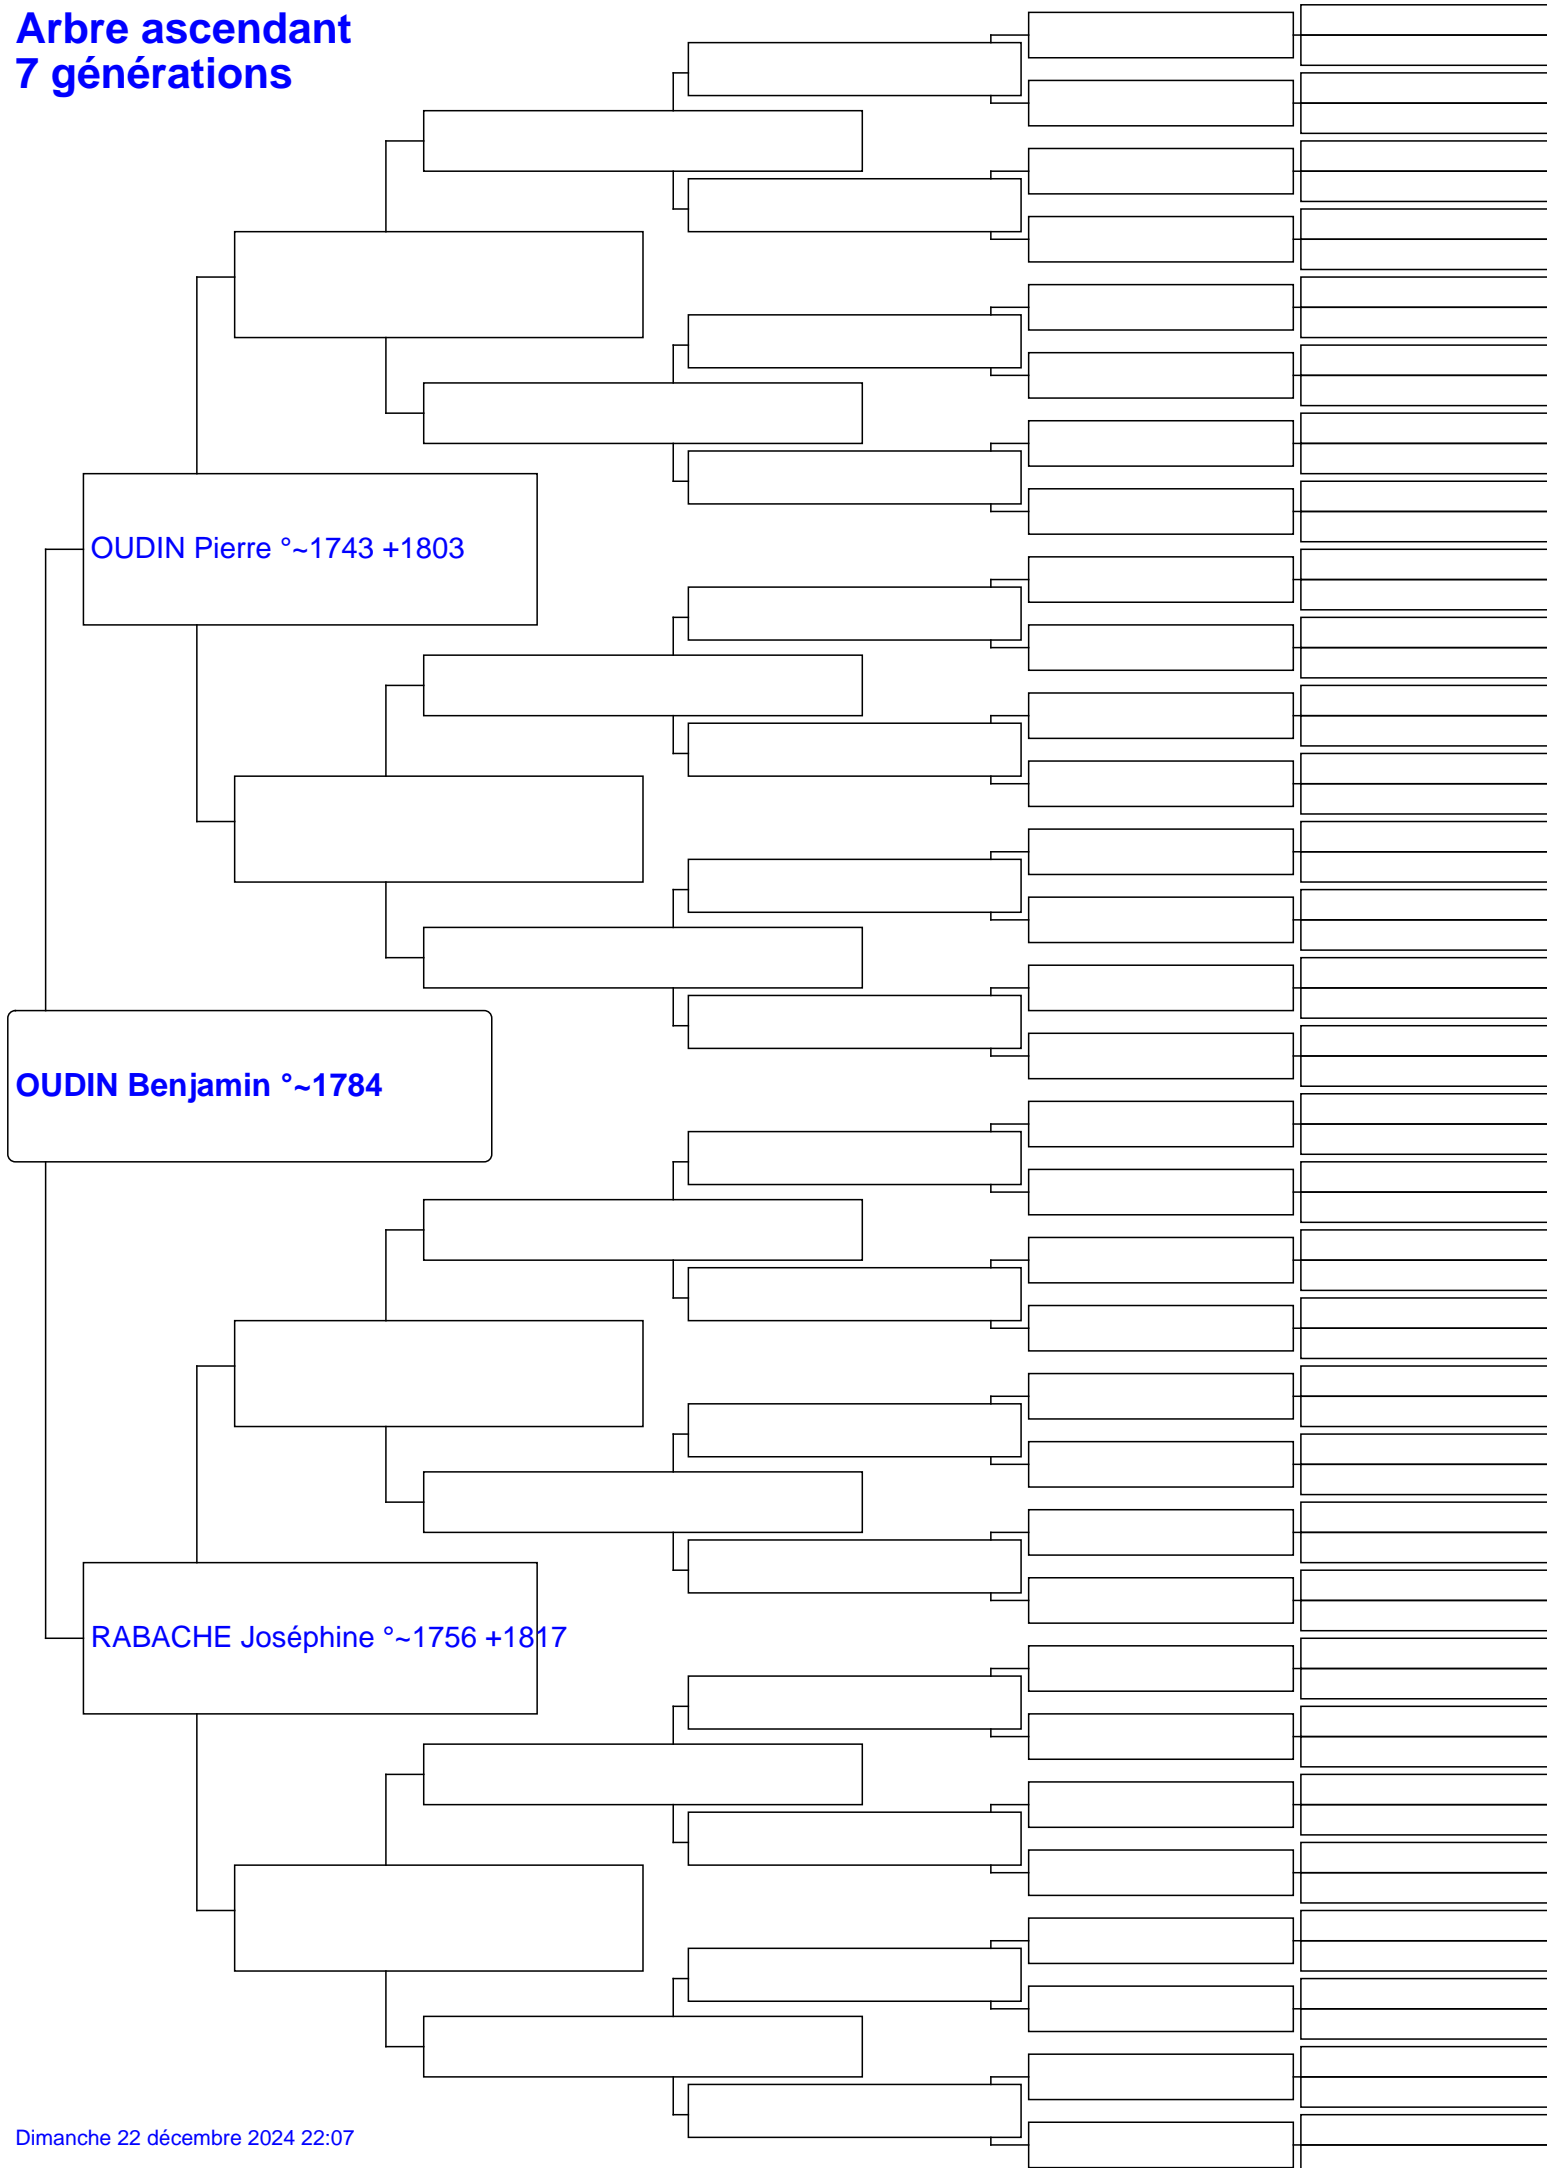 Arbre ascendant
7 générations
OUDIN Pierre °~1743 +1803
OUDIN Benjamin °~1784
RABACHE Joséphine °~1756 +1817
Dimanche 22 décembre 2024 22:07